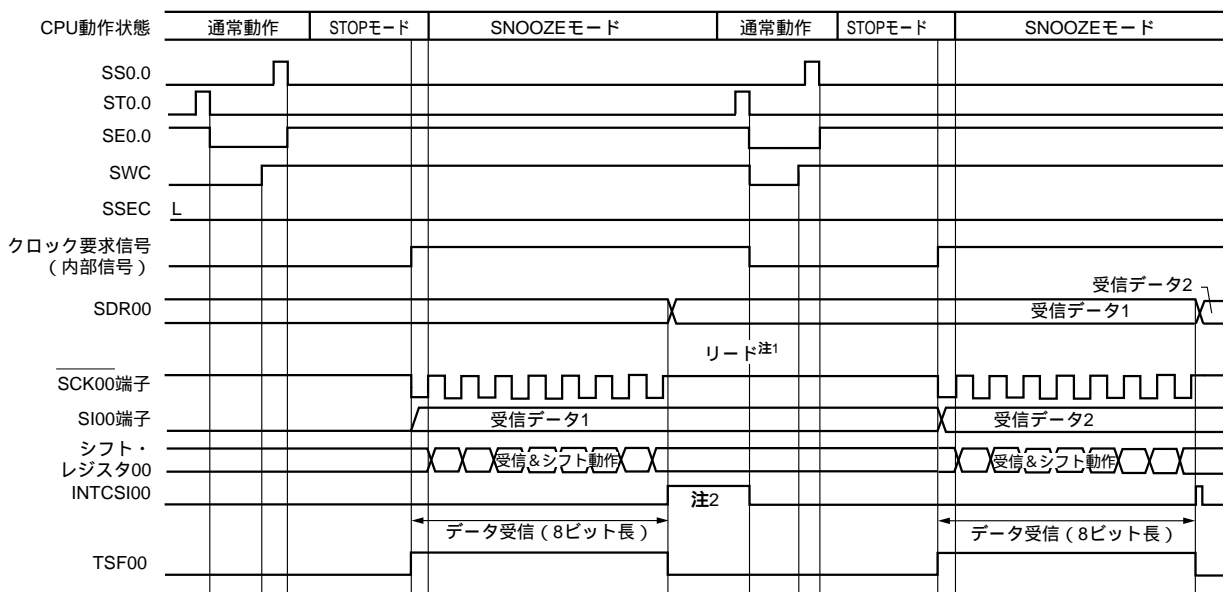 CPU動作状態 通常動作 STOPモード SNOOZEモード 通常動作 STOPモード SNOOZEモード
SS0.0
ST0.0
SE0.0
SWC
SSEC L
クロック要求信号
(内部信号)
受信データ2
SDR00 受信データ1
リード注1
SCK00端子
SI00端子 受信データ1 受信データ2
シフト・
レジスタ00 受信&シフト動作 受信&シフト動作
INTCSI00 注2
データ受信(8ビット長) データ受信(8ビット長)
TSF00